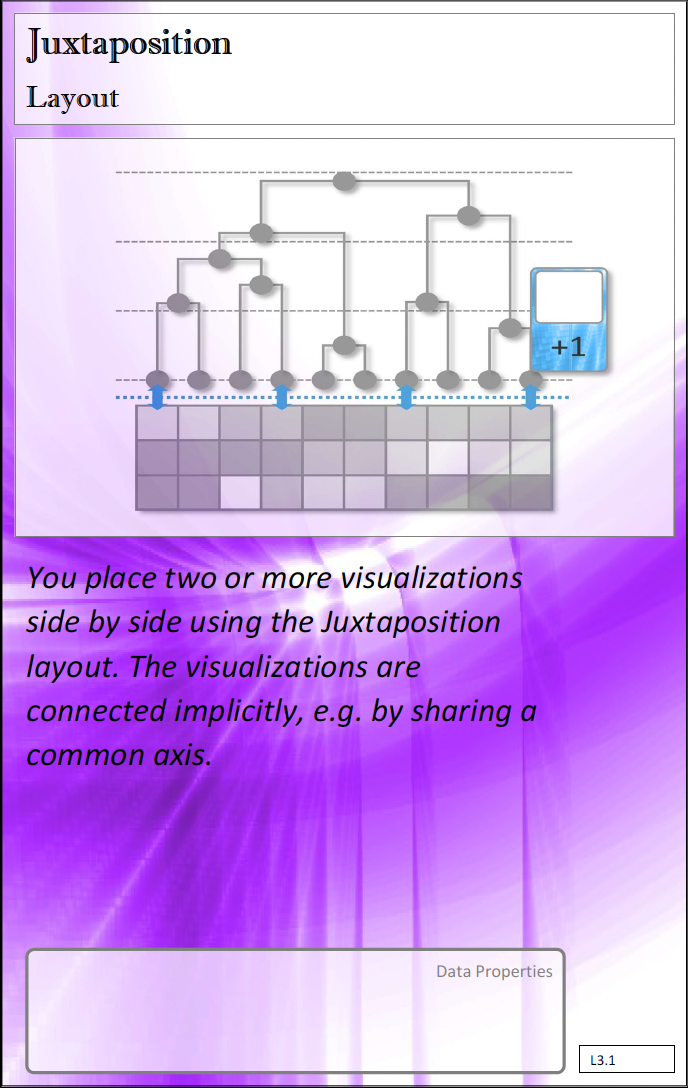 Juxtaposition
Layout
+1
You place two or more visualizations
side by side using the Juxtaposition
layout. The visualizations are
connected implicitly, e.g. by sharing a
common axis.
Data Properties
L3.1